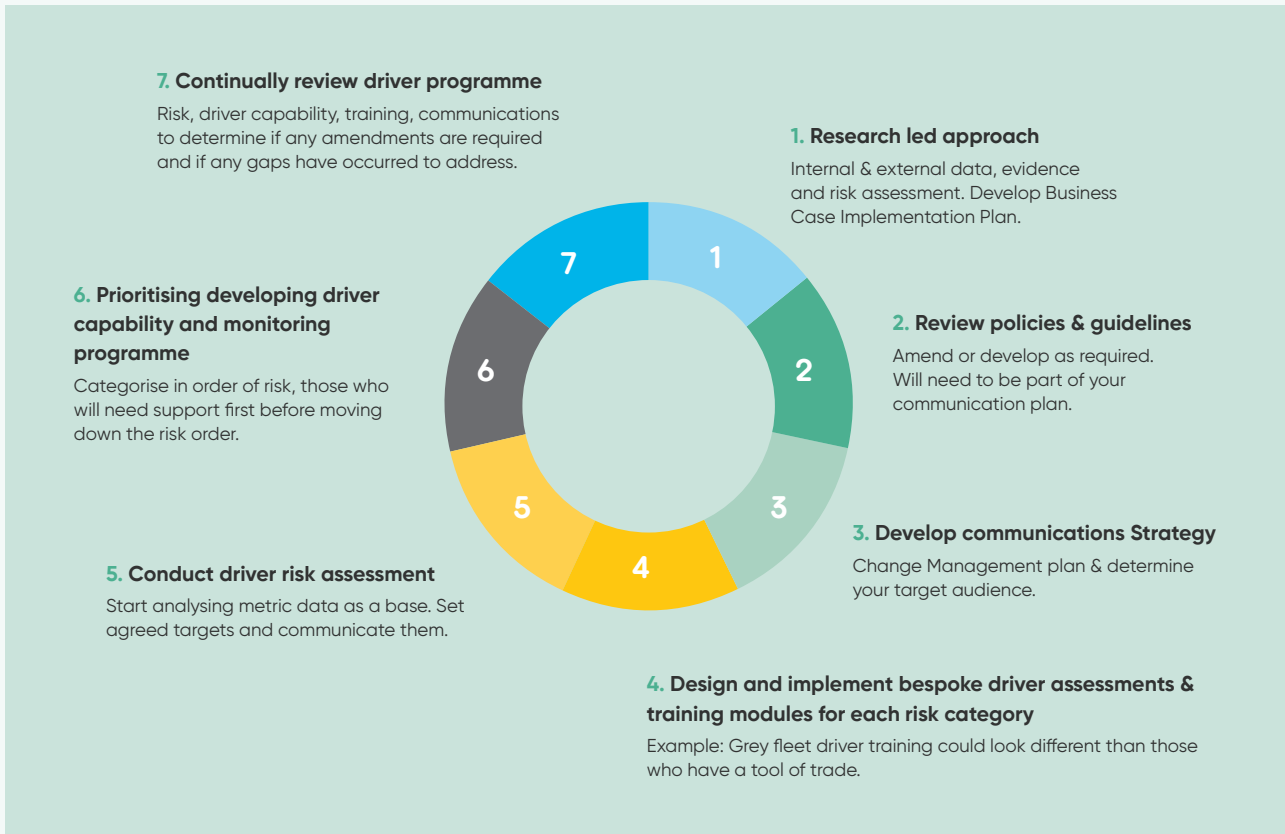 1. Research led approach
Internal & external data, evidence
and risk assessment. Develop Business
Case Implementation Plan.
2. Review policies & guidelines
Amend or develop as required.
Will need to be part of your
communication plan.
3. Develop communications Strategy
Change Management plan & determine
your target audience.
4. Design and implement bespoke driver assessments &
training modules for each risk category
Example: Grey fleet driver training could look different than those
who have a tool of trade.
5. Conduct driver risk assessment
Start analysing metric data as a base. Set
agreed targets and communicate them.
6. Prioritising developing driver
capability and monitoring
programme
Categorise in order of risk, those who
will need support first before moving
down the risk order.
7. Continually review driver programme
Risk, driver capability, training, communications
to determine if any amendments are required
and if any gaps have occurred to address.
1
2
3
4
5
6
7